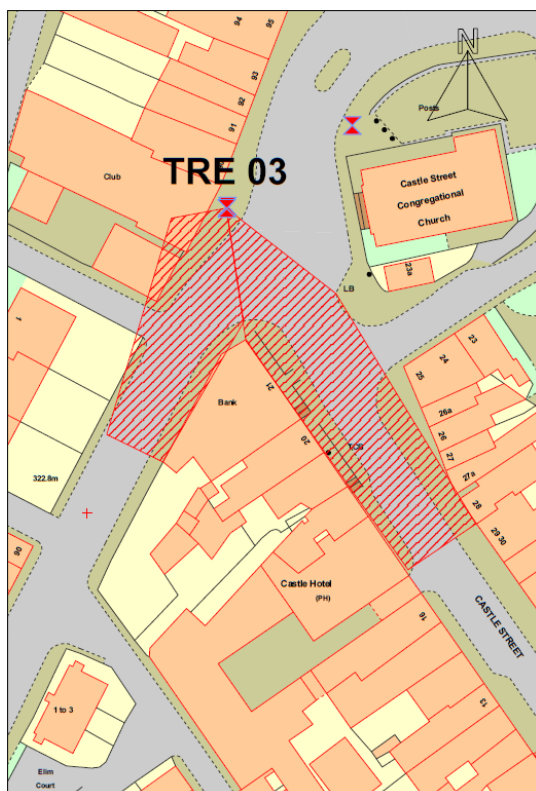 94
95
93
92
91
N
Posts
Club
TRE 03
Castle Street
Congregational
Church
23a
LB
1
23
24
25
26a
26
27
27a
28
29 30
21
Bank
20
TCB
322.8m
90
Castle Hotel
(PH)
16
CASTLE STREET
13
1 to 3
Elim
Court